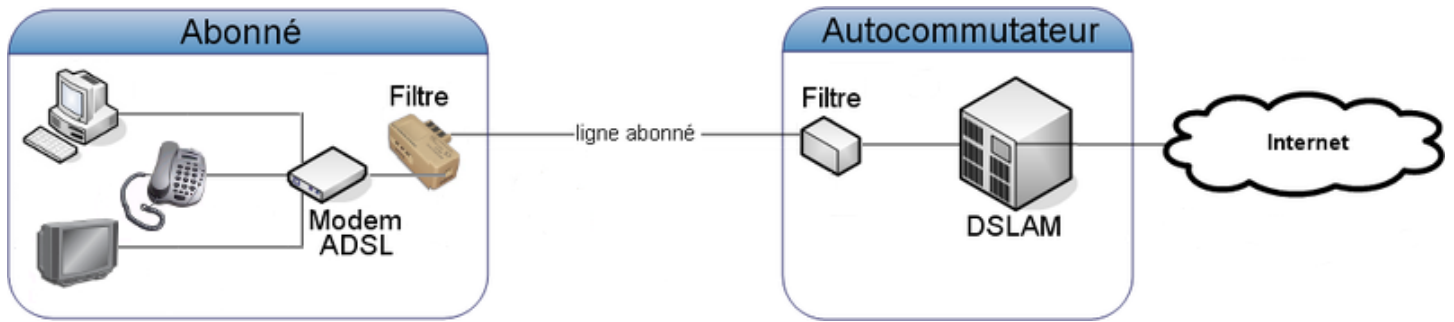 Abonné
Autocommutateur
Filtre
Filtre
ligne abonné
Internet
Modem
ADSL
DSLAM